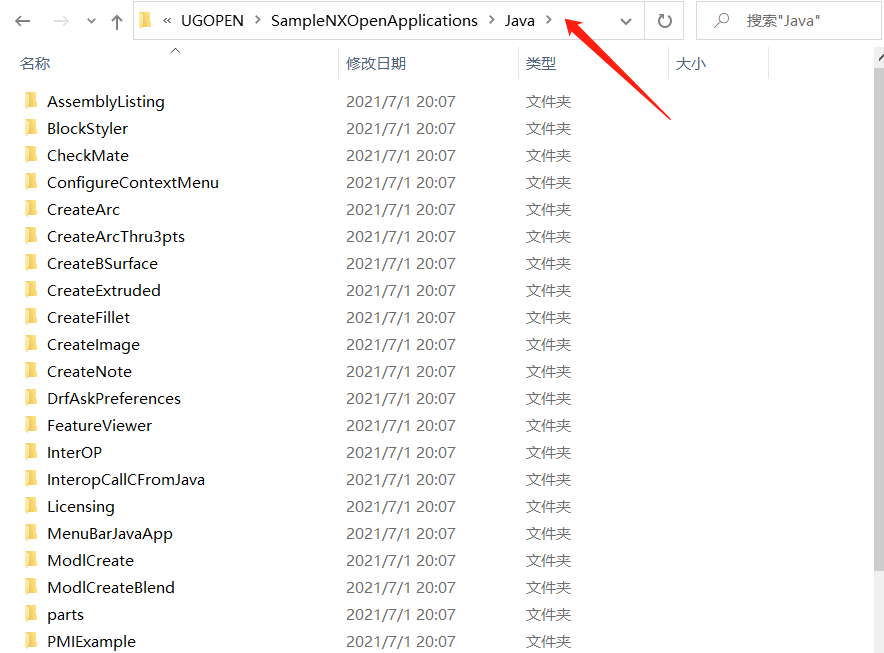 « UGOPEN > SampleNXOpenApplications > Java > 搜索"Java"
名称 修改日期 类型 大小
AssemblyListing 2021/7/1 20:07 文件夹
BlockStyler 2021/7/1 20:07 文件夹
CheckMate 2021/7/1 20:07 文件夹
ConfigureContextMenu 2021/7/1 20:07 文件夹
CreateArc 2021/7/1 20:07 文件夹
CreateArcThru3pts 2021/7/1 20:07 文件夹
CreateBSurface 2021/7/1 20:07 文件夹
CreateExtruded 2021/7/1 20:07 文件夹
CreateFillet 2021/7/1 20:07 文件夹
CreateImage 2021/7/1 20:07 文件夹
CreateNote 2021/7/1 20:07 文件夹
DrfAskPreferences 2021/7/1 20:07 文件夹
FeatureViewer 2021/7/1 20:07 文件夹
InterOP 2021/7/1 20:07 文件夹
InteropCallCFromJava 2021/7/1 20:07 文件夹
Licensing 2021/7/1 20:07 文件夹
MenuBarJavaApp 2021/7/1 20:07 文件夹
ModlCreate 2021/7/1 20:07 文件夹
ModlCreateBlend 2021/7/1 20:07 文件夹
parts 2021/7/1 20:07 文件夹
PMIExample 2021/7/1 20:07 文件夹